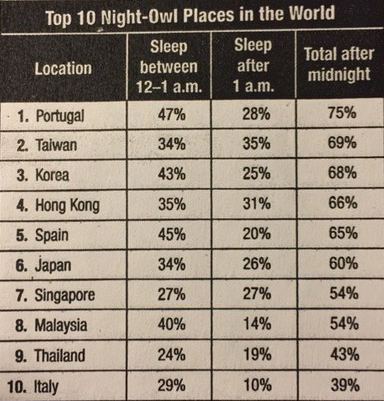 Top 10 Night-Owl Places in the World
Location
Sleep between 12–1 a.m.
Sleep after 1 a.m.
Total after midnight
1. Portugal 47% 28% 75%
2. Taiwan 34% 35% 69%
3. Korea 43% 25% 68%
4. Hong Kong 35% 31% 66%
5. Spain 45% 20% 65%
6. Japan 34% 26% 60%
7. Singapore 27% 27% 54%
8. Malaysia 40% 14% 54%
9. Thailand 24% 19% 43%
10. Italy 29% 10% 39%